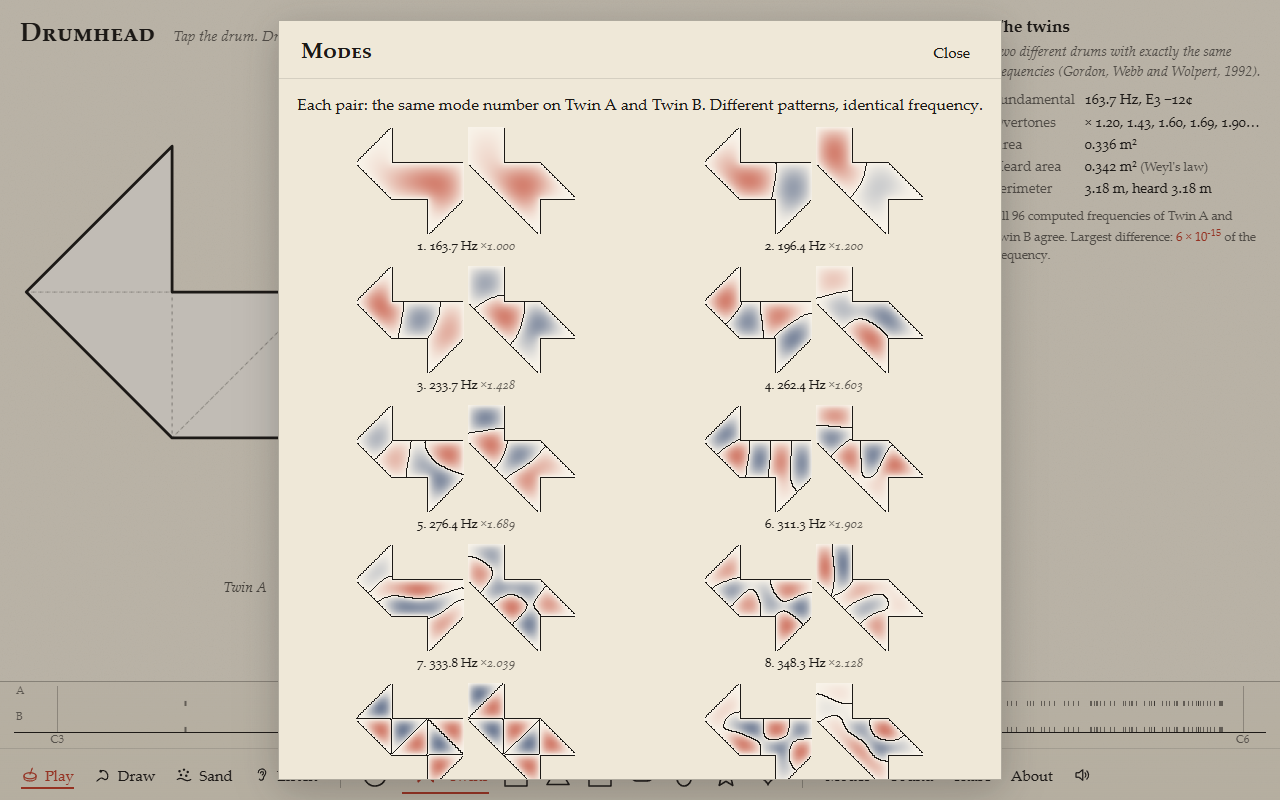 Drumhead Tap the drum. Dr
Modes
Close
Each pair: the same mode number on Twin A and Twin B. Different patterns, identical frequency.
1. 163.7 Hz ×1.000
2. 196.4 Hz ×1.200
3. 233.7 Hz ×1.428
4. 262.4 Hz ×1.603
5. 276.4 Hz ×1.689
6. 311.3 Hz ×1.902
7. 333.8 Hz ×2.039
8. 348.3 Hz ×2.128
he twins
wo different drums with exactly the same
equencies (Gordon, Webb and Wolpert, 1992).
undamental 163.7 Hz, E3 −12¢
vertones × 1.20, 1.43, 1.60, 1.69, 1.90…
rea 0.336 m²
eard area 0.342 m² (Weyl's law)
erimeter 3.18 m, heard 3.18 m
ll 96 computed frequencies of Twin A and
win B agree. Largest difference: 6 × 10⁻¹⁵ of the
equency.
Twin A
A
B
C3
C6
Play Draw Sand
About